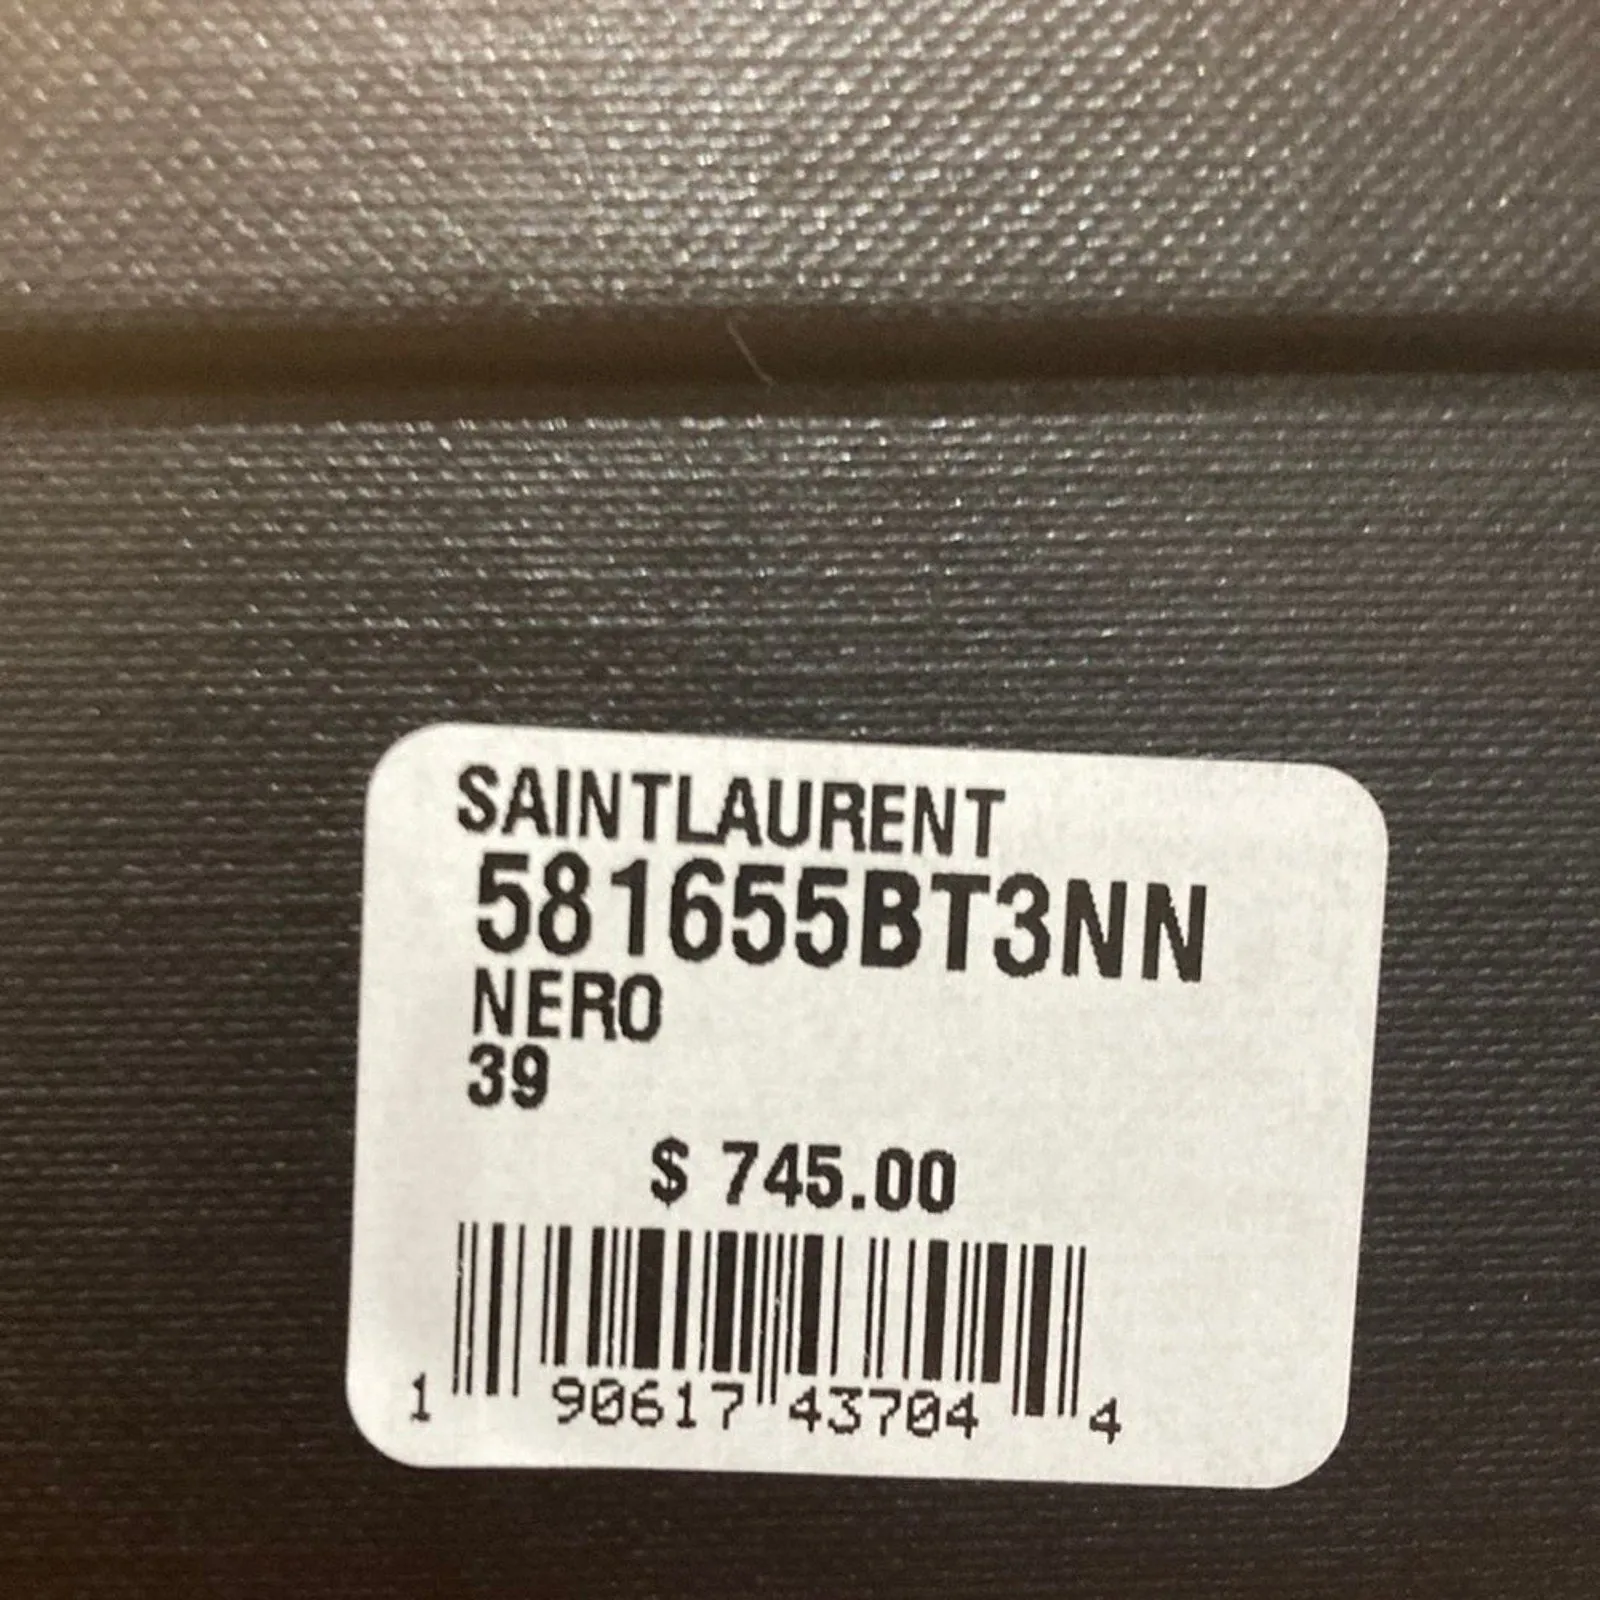 SAINTLAURENT
581655BT3NN
NERO
39
$ 745.00
1 90617 43704 4